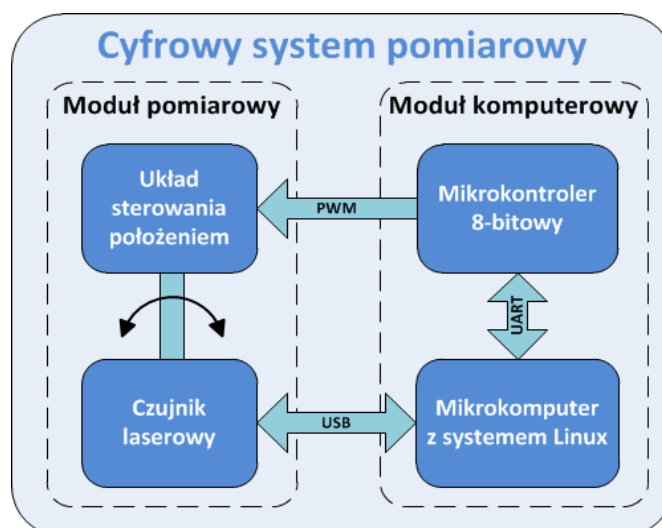 Cyfrowy system pomiarowy
Moduł pomiarowy
Moduł komputerowy
Układ
sterowania
położeniem
PWM
Mikrokontroler
8-bitowy
UART
Czujnik
laserowy
USB
Mikrokomputer
z systemem Linux